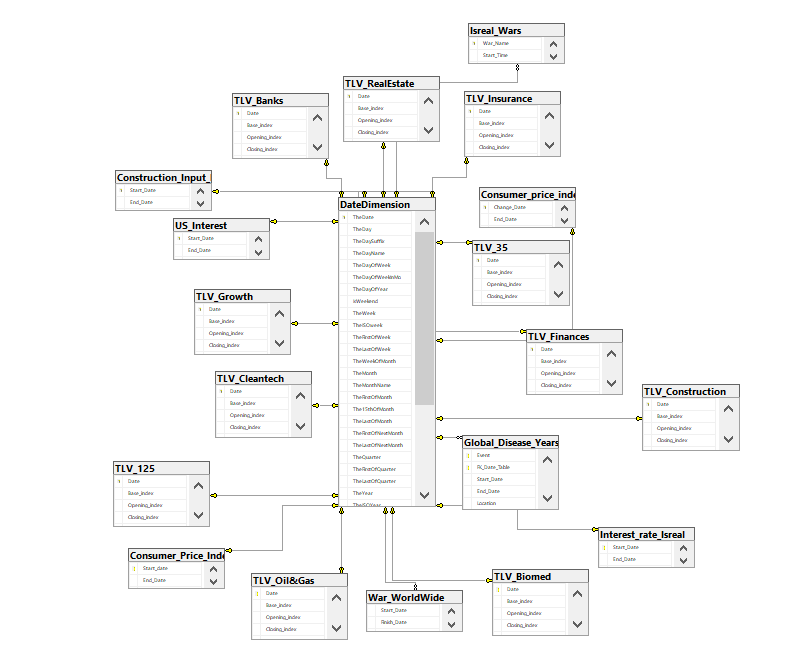 Isreal_Wars
War_Name
Start_Time
TLV_RealEstate
Date
Base_index
Opening_index
Closing_index
TLV_Banks
Date
Base_index
Opening_index
Closing_index
TLV_Insurance
Date
Base_index
Opening_index
Closing_index
Construction_Input_
Start_Date
End_Date
Consumer_price_inde
Change_Date
End_Date
US_Interest
Start_Date
End_Date
DateDimension
TheDate
TheDay
TheDaySuffix
TheDayName
TheDayOfWeek
TheDayOfWeekInMo
TheDayOfYear
IsWeekend
TheWeek
TheISOweek
TheFirstOfWeek
TheLastOfWeek
TheWeekOfMonth
TheMonth
TheMonthName
TheFirstOfMonth
The15thOfMonth
TheLastOfMonth
TheFirstOfNextMonth
TheLastOfNextMonth
TheQuarter
TheFirstOfQuarter
TheLastOfQuarter
TheYear
TheISOYear
TLV_35
Date
Base_index
Opening_index
Closing_index
TLV_Growth
Date
Base_index
Opening_index
Closing_index
TLV_Finances
Date
Base_index
Opening_index
Closing_index
TLV_Cleantech
Date
Base_index
Opening_index
Closing_index
TLV_Construction
Date
Base_index
Opening_index
Closing_index
Global_Disease_Years
Event
FK_Date_Table
Start_Date
End_Date
Location
TLV_125
Date
Base_index
Opening_index
Closing_index
Interest_rate_Isreal
Start_Date
End_Date
Consumer_Price_Inde
Start_date
End_Date
TLV_Oil&Gas
Date
Base_index
Opening_index
Closing_index
War_WorldWide
Start_Date
Finish_Date
TLV_Biomed
Date
Base_index
Opening_index
Closing_index